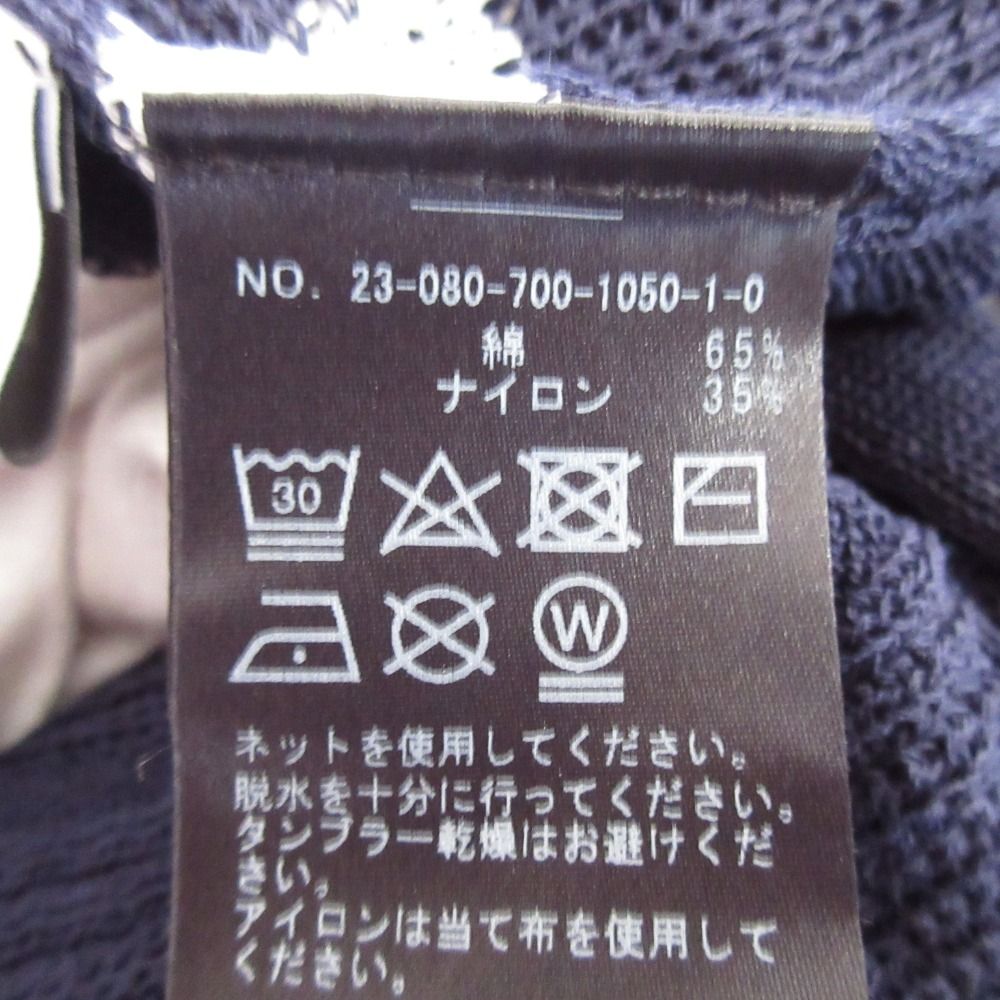 NO. 23-080-700-1050-1-0
綿 65%
ナイロン 35%
30
W
ネットを使用してください。
脱水を十分に行ってください。
タンブラー乾燥はお避けくだ
さい。
アイロンは当て布を使用して
ください。